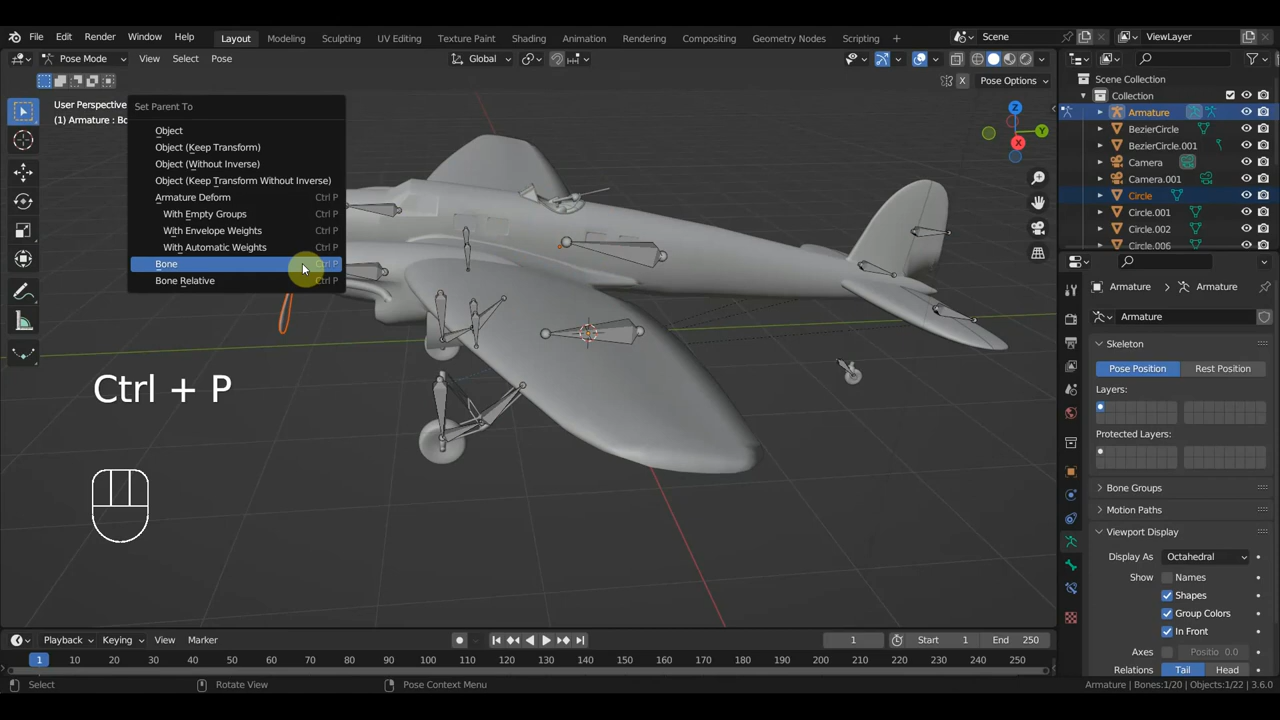 File Edit Render Window Help Layout Modeling Sculpting UV Editing Texture Paint Shading Animation Rendering Compositing Geometry Nodes Scripting + Scene ViewLayer
Pose Mode View Select Pose Global
X Pose Options
User Perspective
(1) Armature : Bo
Set Parent To
Object
Object (Keep Transform)
Object (Without Inverse)
Object (Keep Transform Without Inverse)
Armature Deform Ctrl P
With Empty Groups Ctrl P
With Envelope Weights Ctrl P
With Automatic Weights Ctrl P
Bone Ctrl P
Bone Relative Ctrl P
Z
Y
X
Ctrl + P
Scene Collection
Collection
Armature
BezierCircle
BezierCircle.001
Camera
Camera.001
Circle
Circle.001
Circle.002
Circle.006
Armature Armature
Armature
Skeleton
Pose Position Rest Position
Layers:
Protected Layers:
Bone Groups
Motion Paths
Viewport Display
Display As Octahedral
Show Names
Shapes
Group Colors
In Front
Axes Positio 0.0
Relations Tail Head
Playback Keying View Marker 1 Start 1 End 250
1 10 20 30 40 50 60 70 80 90 100 110 120 130 140 150 160 170 180 190 200 210 220 230 240 250
Select Rotate View Pose Context Menu Armature | Bones:1/20 | Objects:1/22 | 3.6.0